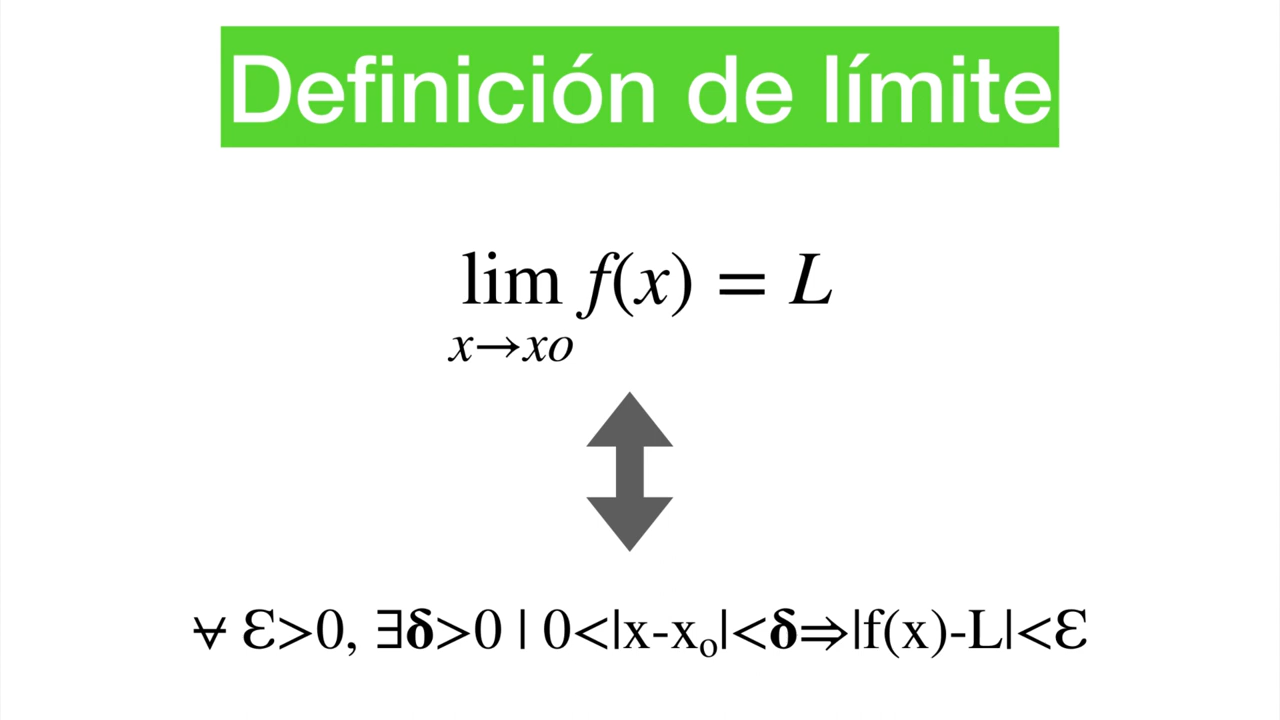 Definición de límite
lim f(x) = L
x→xo
∀ Ɛ>0, ∃δ>0 | 0<|x-xₒ|<δ⇒|f(x)-L|<Ɛ